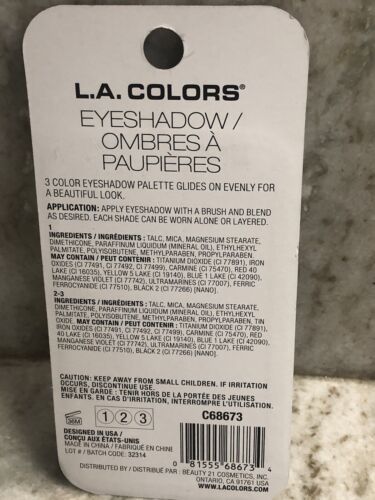 L.A. COLORS®
EYESHADOW /
OMBRES À
PAUPIÈRES
3 COLOR EYESHADOW PALETTE GLIDES ON EVENLY FOR
A BEAUTIFUL LOOK.
APPLICATION: APPLY EYESHADOW WITH A BRUSH AND BLEND
AS DESIRED. EACH SHADE CAN BE WORN ALONE OR LAYERED.
1
INGREDIENTS / INGRÉDIENTS : TALC, MICA, MAGNESIUM STEARATE,
DIMETHICONE, PARAFFINUM LIQUIDUM (MINERAL OIL), ETHYLHEXYL
PALMITATE, POLYISOBUTENE, METHYLPARABEN, PROPYLPARABEN.
MAY CONTAIN / PEUT CONTENIR : TITANIUM DIOXIDE (CI 77891), IRON
OXIDES (CI 77491, CI 77492, CI 77499), CARMINE (CI 75470), RED 40
LAKE (CI 16035), YELLOW 5 LAKE (CI 19140), BLUE 1 LAKE (CI 42090),
MANGANESE VIOLET (CI 77742), ULTRAMARINES (CI 77007), FERRIC
FERROCYANIDE (CI 77510), BLACK 2 (CI 77266) [NANO].
2-3
INGREDIENTS / INGRÉDIENTS : TALC, MICA, MAGNESIUM STEARATE,
DIMETHICONE, PARAFFINUM LIQUIDUM (MINERAL OIL), ETHYLHEXYL
PALMITATE, POLYISOBUTENE, METHYLPARABEN, PROPYLPARABEN, TIN
OXIDE. MAY CONTAIN / PEUT CONTENIR : TITANIUM DIOXIDE (CI 77891),
IRON OXIDES (CI 77491, CI 77492, CI 77499), CARMINE (CI 75470), RED
40 LAKE (CI 16035), YELLOW 5 LAKE (CI 19140), BLUE 1 LAKE (CI 42090),
MANGANESE VIOLET (CI 77742), ULTRAMARINES (CI 77007), FERRIC
FERROCYANIDE (CI 77510), BLACK 2 (CI 77266) [NANO].
CAUTION: KEEP AWAY FROM SMALL CHILDREN. IF IRRITATION
OCCURS, DISCONTINUE USE.
MISE EN GARDE : TENIR HORS DE LA PORTÉE DES JEUNES
ENFANTS. EN CAS D'IRRITATION, INTERROMPRE L'UTILISATION.
36M 1 2 3
C68673
DESIGNED IN USA /
CONÇU AUX ÉTATS-UNIS
MADE IN CHINA / FABRIQUÉ EN CHINE
LOT # / BATCH CODE: 32314
0 81555 68673 4
DISTRIBUTED BY / DISTRIBUÉ PAR : BEAUTY 21 COSMETICS, INC.
ONTARIO, CA 91761 USA
WWW.LACOLORS.COM